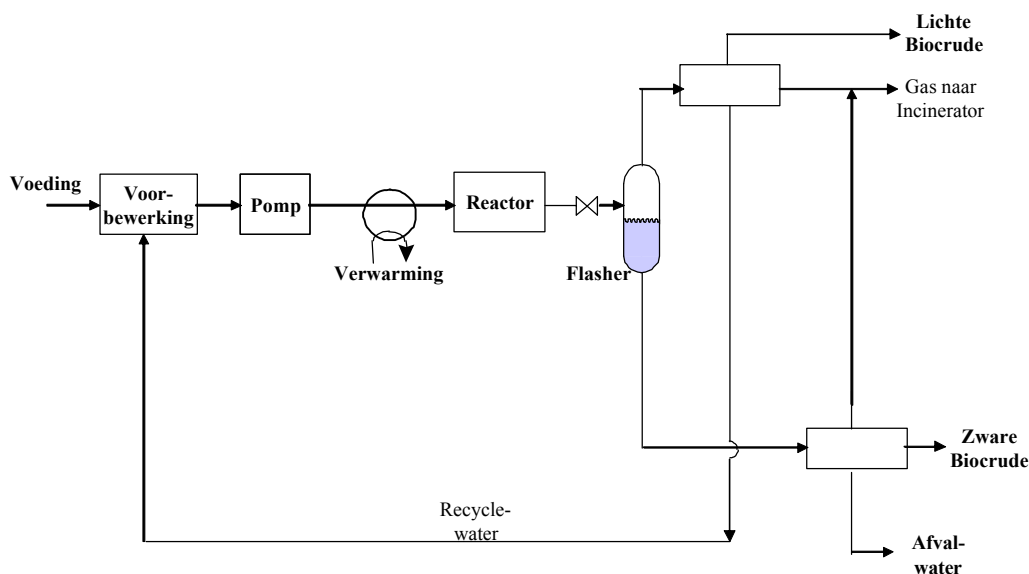 Lichte
Biocrude
Gas naar
Incinerator
Voeding
Voor-
bewerking
Pomp
Reactor
Verwarming
Flasher
Zware
Biocrude
Recycle-
water
Afval-
water